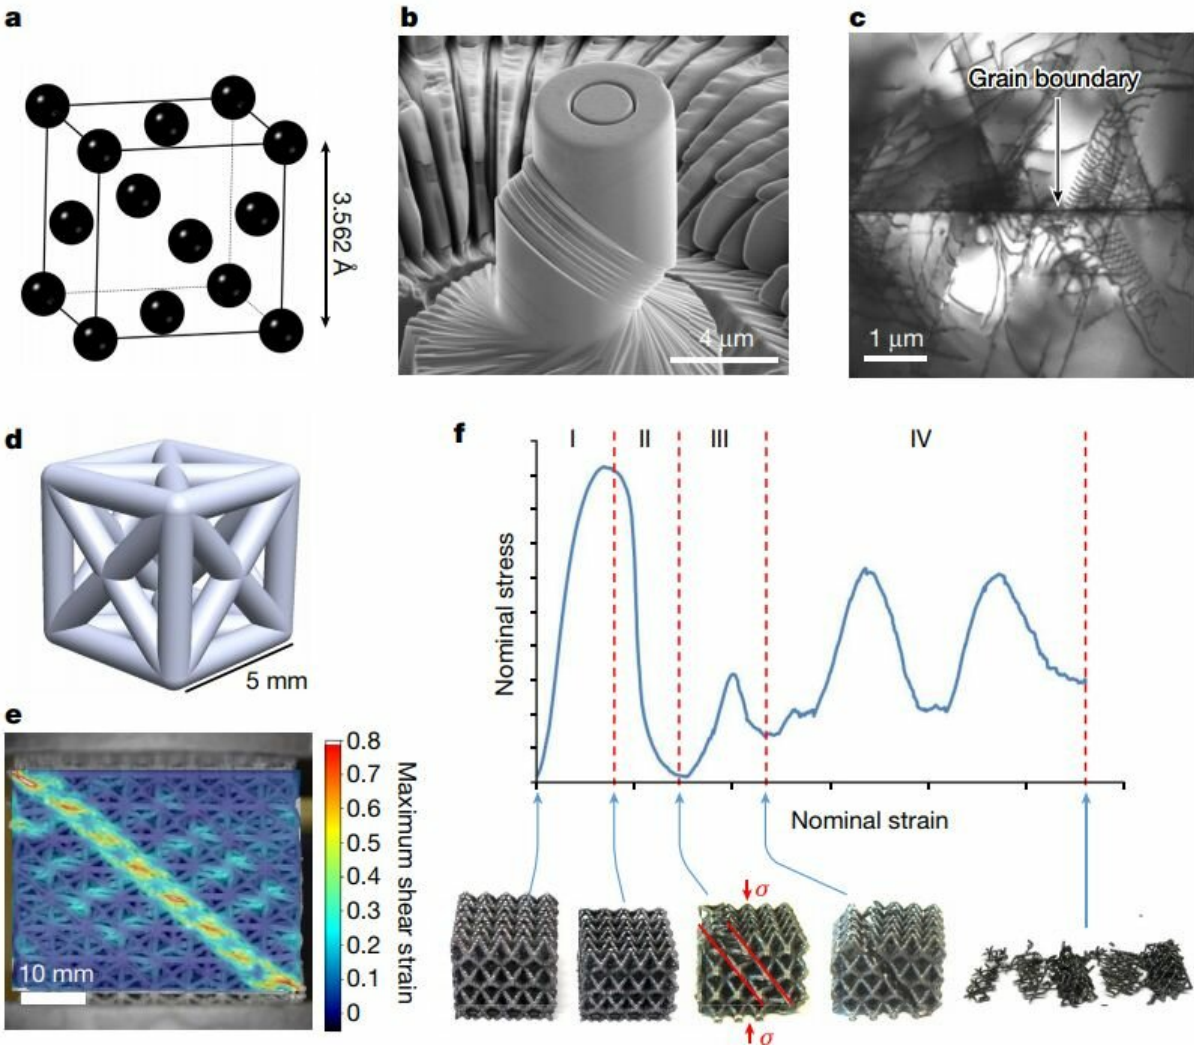 a
b
c
3.562 Å
4 μm
Grain boundary
1 μm
d
5 mm
e
0.8
0.7
0.6
0.5
0.4
0.3
0.2
0.1
0
Maximum shear strain
10 mm
f
I
II
III
IV
Nominal stress
Nominal strain
σ
σ